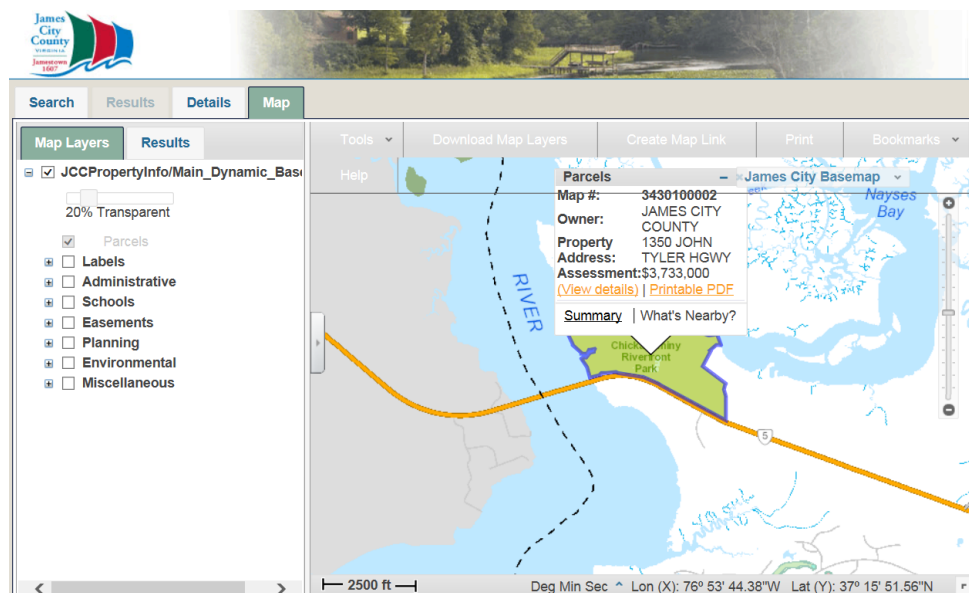 James
City
County
VIRGINIA
Jamestown
1607
Search
Results
Details
Map
Map Layers
Results
Tools
Download Map Layers
Create Map Link
Print
Bookmarks
Help
JCCPropertyInfo/Main_Dynamic_Base
20% Transparent
Parcels
Labels
Administrative
Schools
Easements
Planning
Environmental
Miscellaneous
Parcels
James City Basemap
Map #: 3430100002
Owner: JAMES CITY
COUNTY
Property 1350 JOHN
Address: TYLER HGWY
Assessment:$3,733,000
(View details) | Printable PDF
Summary | What's Nearby?
Nayses
Bay
RIVER
Riverfront
Park
5
2500 ft
Deg Min Sec Lon (X): 76º 53' 44.38"W Lat (Y): 37º 15' 51.56"N